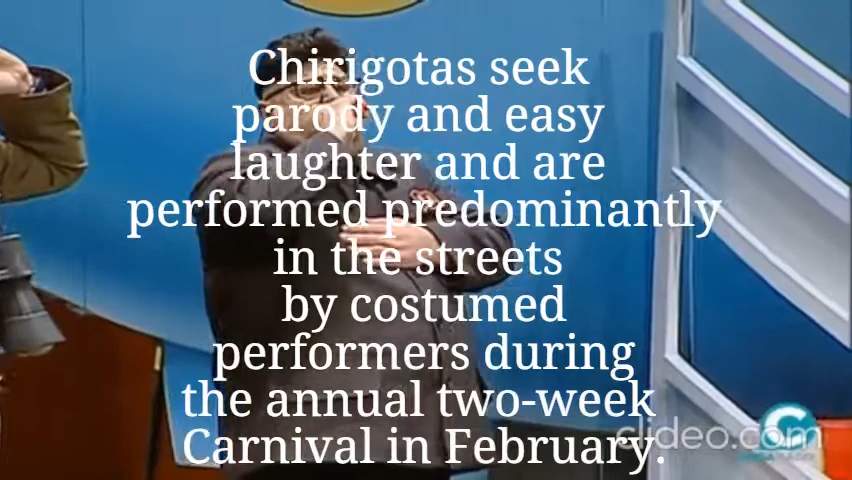 Chirigotas seek
parody and easy
laughter and are
performed predominantly
in the streets
by costumed
performers during
the annual two-week
Carnival in February.
clideo.com